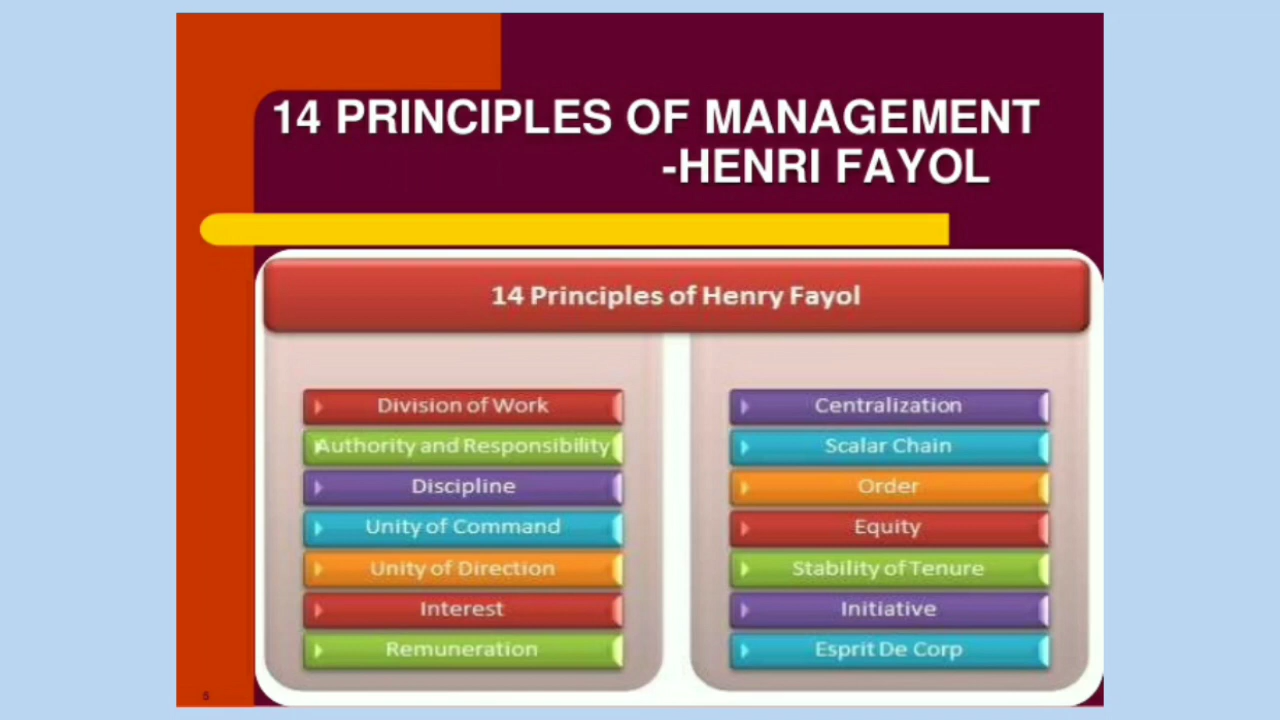 14 PRINCIPLES OF MANAGEMENT
-HENRI FAYOL
14 Principles of Henry Fayol
Division of Work
Authority and Responsibility
Discipline
Unity of Command
Unity of Direction
Interest
Remuneration
Centralization
Scalar Chain
Order
Equity
Stability of Tenure
Initiative
Esprit De Corp
5